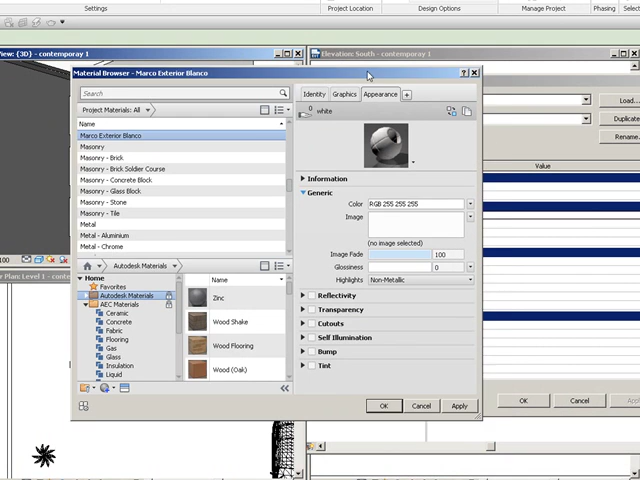 Settings
Project Location
Design Options
Manage Project
Phasing
View: {3D} - contemporay 1
Elevation: South - contemporay 1
Material Browser - Marco Exterior Blanco
Search
Project Materials: All
Name
Marco Exterior Blanco
Masonry
Masonry - Brick
Masonry - Brick Soldier Course
Masonry - Concrete Block
Masonry - Glass Block
Masonry - Stone
Masonry - Tile
Metal
Metal - Aluminium
Metal - Chrome
Autodesk Materials
Home
Favorites
Autodesk Materials
AEC Materials
Ceramic
Concrete
Fabric
Flooring
Gas
Glass
Insulation
Liquid
Name
Zinc
Wood Shake
Wood Flooring
Wood (Oak)
Identity
Graphics
Appearance
0
white
Information
Generic
Color
RGB 255 255 255
Image
(no image selected)
Image Fade
100
Glossiness
0
Highlights
Non-Metallic
Reflectivity
Transparency
Cutouts
Self Illumination
Bump
Tint
OK
Cancel
Apply
Load...
Duplicate
Rename..
Value
OK
Cancel
100
r Plan: Level 1 - conte